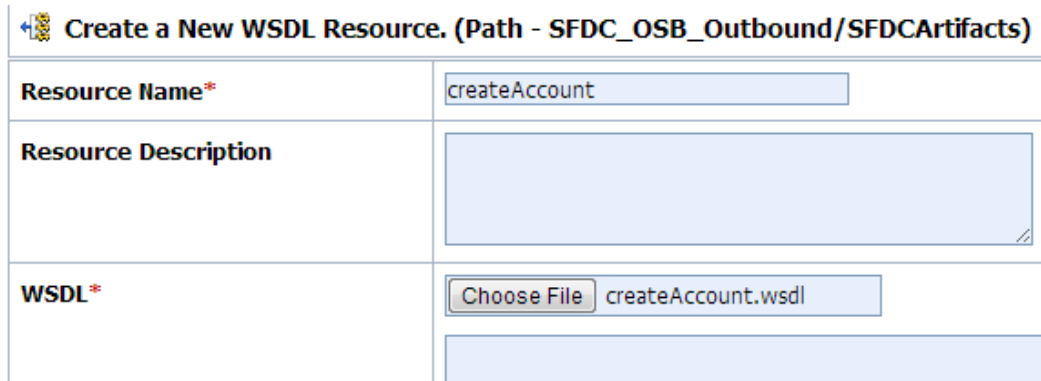 Create a New WSDL Resource. (Path - SFDC_OSB_Outbound/SFDCArtifacts)
Resource Name* createAccount
Resource Description
WSDL* Choose File createAccount.wsdl